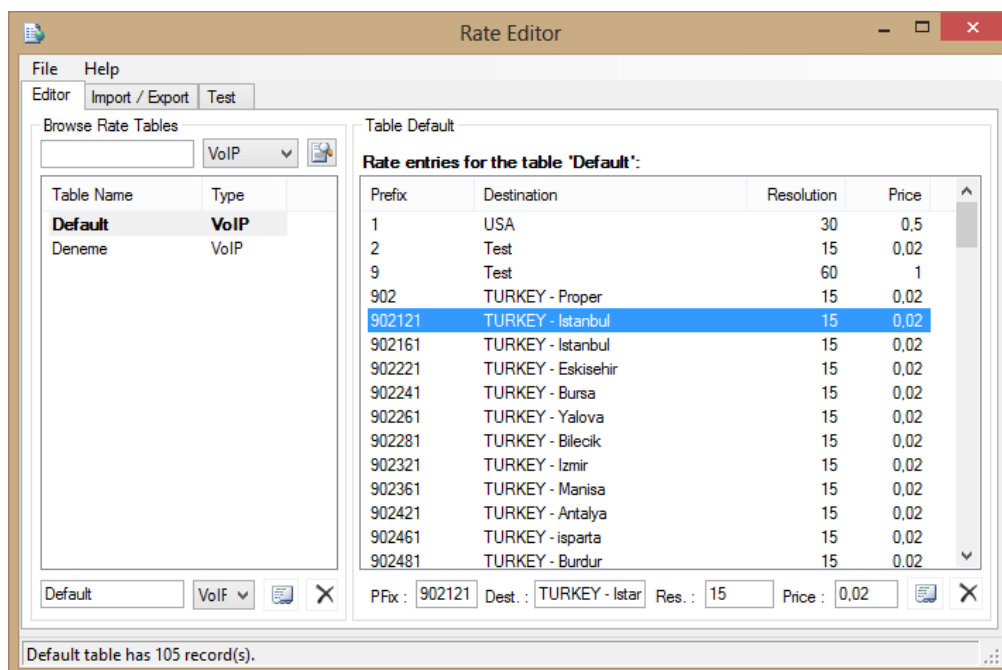 Rate Editor
File Help
Editor Import / Export Test
Browse Rate Tables
VoIP
Table Name Type
Default VoIP
Deneme VoIP
Default VoIF
Table Default
Rate entries for the table 'Default':
Prefix Destination Resolution Price
1 USA 30 0,5
2 Test 15 0,02
9 Test 60 1
902 TURKEY - Proper 15 0,02
902121 TURKEY - Istanbul 15 0,02
902161 TURKEY - Istanbul 15 0,02
902221 TURKEY - Eskisehir 15 0,02
902241 TURKEY - Bursa 15 0,02
902261 TURKEY - Yalova 15 0,02
902281 TURKEY - Bilecik 15 0,02
902321 TURKEY - Izmir 15 0,02
902361 TURKEY - Manisa 15 0,02
902421 TURKEY - Antalya 15 0,02
902461 TURKEY - isparta 15 0,02
902481 TURKEY - Burdur 15 0,02
PFix : 902121 Dest. : TURKEY - Istar Res. : 15 Price : 0,02
Default table has 105 record(s).